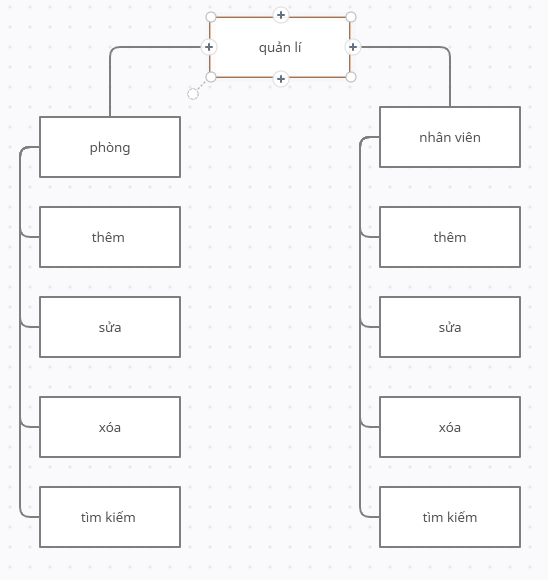 quản lí
phòng
thêm
sửa
xóa
tìm kiếm
nhân viên
thêm
sửa
xóa
tìm kiếm